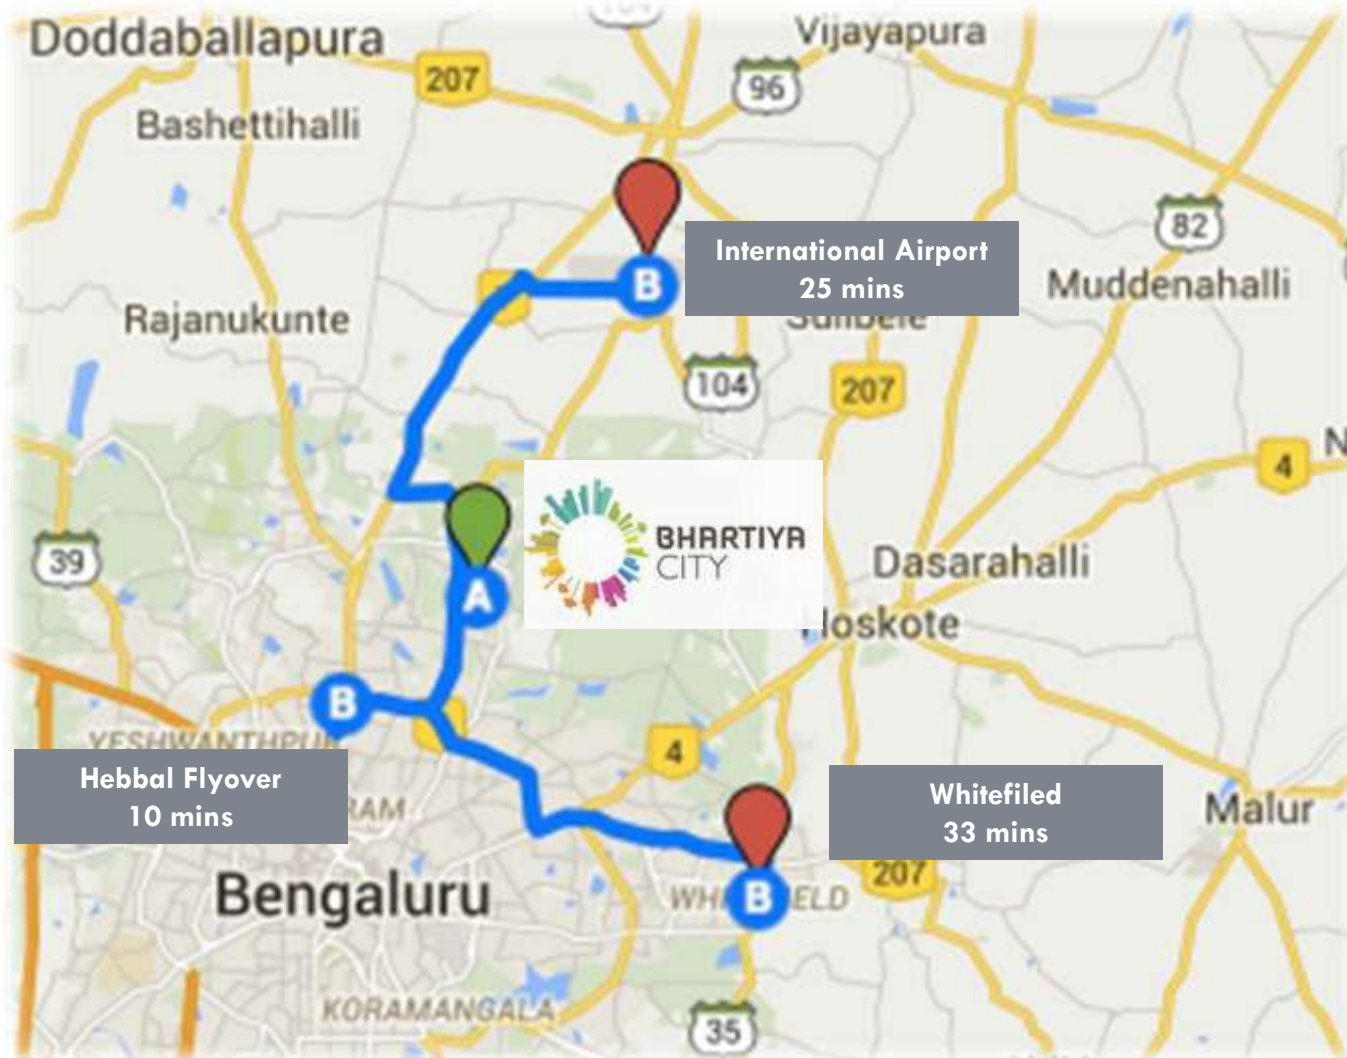 Doddaballapura
Vijayapura
207
96
Bashettihalli
82
B
International Airport
25 mins
Muddenahalli
Rajanukunte
104
207
4
39
BHARTIYA
CITY
Dasarahalli
A
B
4
Hebbal Flyover
10 mins
Whitefiled
33 mins
Malur
207
Bengaluru
B
KORAMANGALA
35